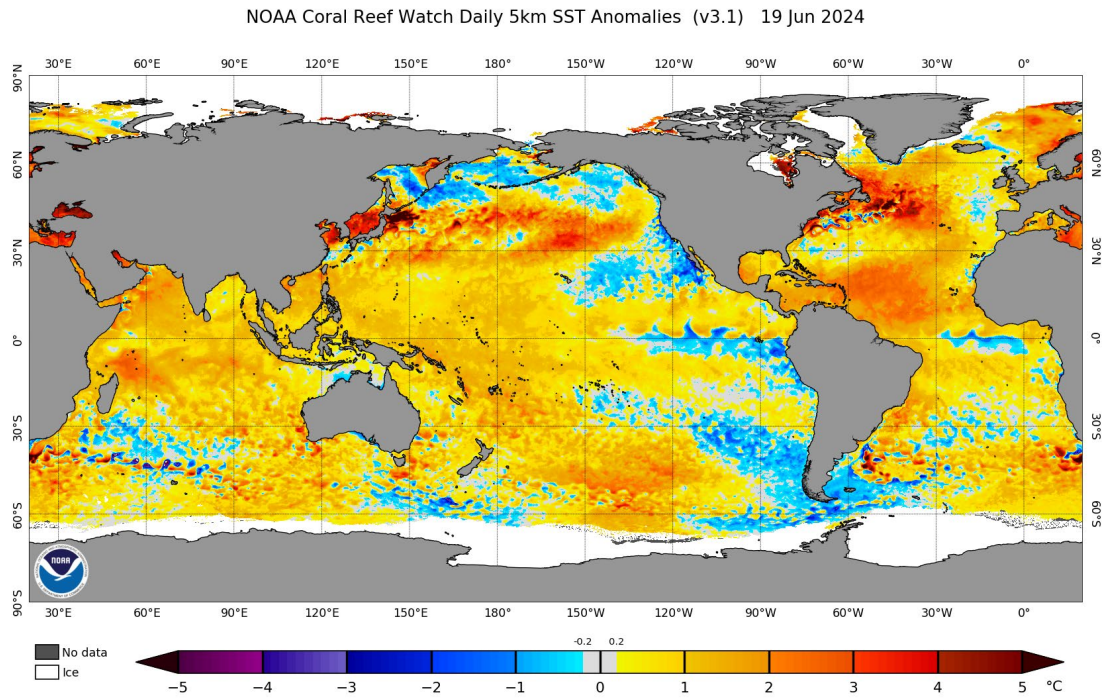 NOAA Coral Reef Watch Daily 5km SST Anomalies (v3.1) 19 Jun 2024
30°E 60°E 90°E 120°E 150°E 180° 150°W 120°W 90°W 60°W 30°W 0°
90°N
60°N
30°N
0°
30°S
60°S
90°S
60°N
30°N
0°
30°S
60°S
NOAA
30°E 60°E 90°E 120°E 150°E 180° 150°W 120°W 90°W 60°W 30°W 0°
No data
Ice
-0.2 0.2
−5 −4 −3 −2 −1 0 1 2 3 4 5 °C